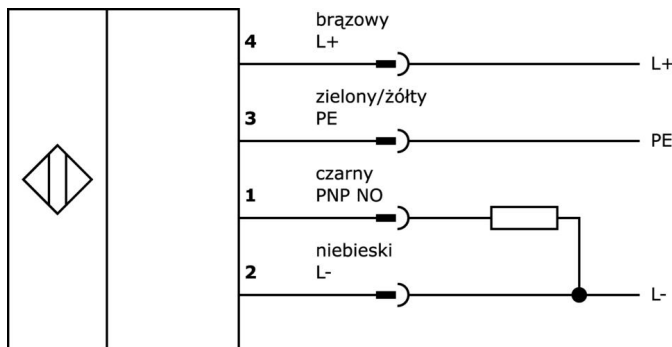 brązowy
4 L+ L+
zielony/żółty
3 PE PE
czarny
1 PNP NO
niebieski
2 L- L-